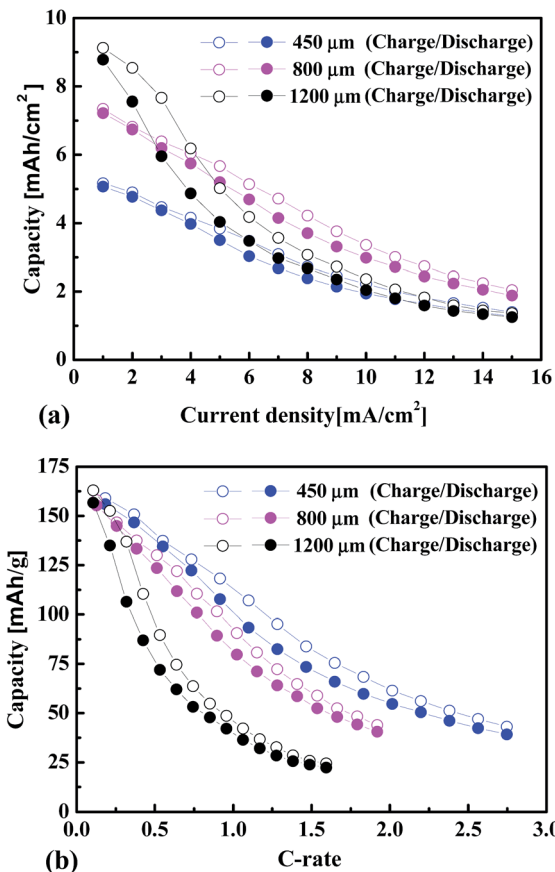 10
8
6
4
2
0
Capacity [mAh/cm²]
450 μm (Charge/Discharge)
800 μm (Charge/Discharge)
1200 μm (Charge/Discharge)
0 2 4 6 8 10 12 14 16
(a)
Current density[mA/cm²]
175
150
125
100
75
50
25
0
Capacity [mAh/g]
450 μm (Charge/Discharge)
800 μm (Charge/Discharge)
1200 μm (Charge/Discharge)
0.0 0.5 1.0 1.5 2.0 2.5 3.0
(b)
C-rate